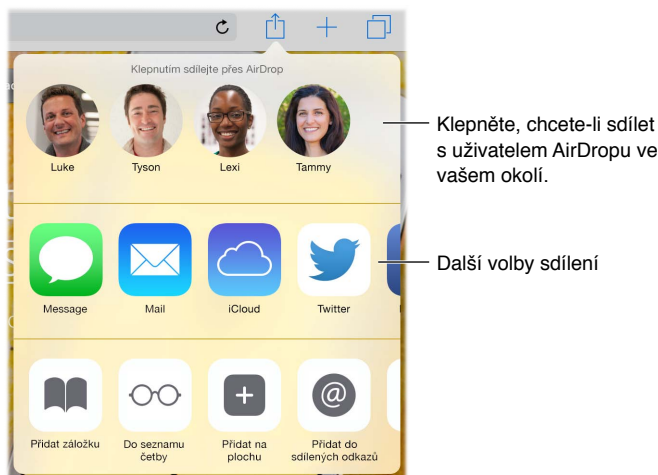 Klepnutím sdílejte přes AirDrop
Luke
Tyson
Lexi
Tammy
Klepněte, chcete-li sdílet
s uživatelem AirDropu ve
vašem okolí.
Message
Mail
iCloud
Twitter
Další volby sdílení
Přidat záložku
Do seznamu
četby
Přidat na
plochu
Přidat do
sdílených odkazů